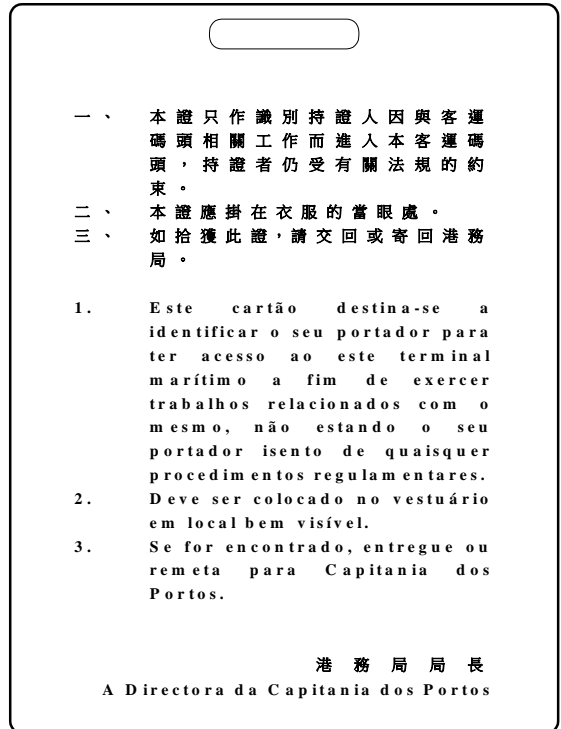 一、 本證只作識別持證人因與客運
碼頭相關工作而進入本客運碼
頭，持證者仍受有關法規的約
束。
二、 本證應掛在衣服的當眼處。
三、 如拾獲此證，請交回或寄回港務
局。
1. Este cartão destina-se a
identificar o seu portador para
ter acesso ao este terminal
marítimo a fim de exercer
trabalhos relacionados com o
mesmo, não estando o seu
portador isento de quaisquer
procedimentos regulamentares.
2. Deve ser colocado no vestuário
em local bem visível.
3. Se for encontrado, entregue ou
remeta para Capitania dos
Portos.
港務局局長
A Directora da Capitania dos Portos